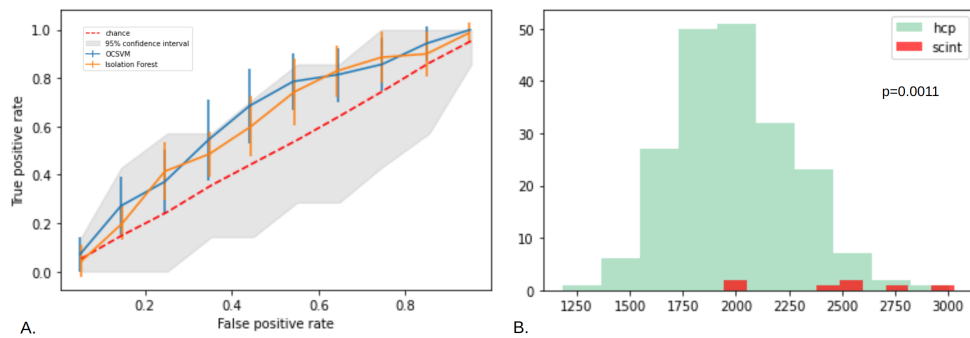 1.0
0.8
0.6
0.4
0.2
0.0
True positive rate
chance
95% confidence interval
OCSVM
Isolation Forest
0.2 0.4 0.6 0.8
False positive rate
A.
50
40
30
20
10
0
hcp
scint
p=0.0011
1250 1500 1750 2000 2250 2500 2750 3000
B.